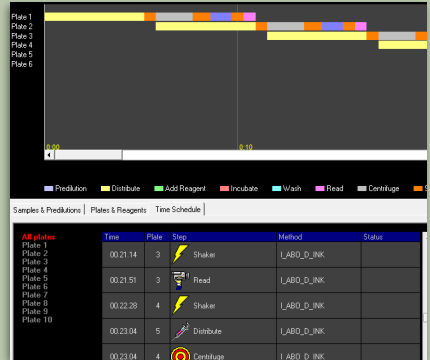 Plate 1
Plate 2
Plate 3
Plate 4
Plate 5
Plate 6
0:00 0:10
Predilution Distribute Add Reagent Incubate Wash Read Centrifuge
Samples & Predilutions Plates & Reagents Time Schedule
All plates
Plate 1
Plate 2
Plate 3
Plate 4
Plate 5
Plate 6
Plate 7
Plate 8
Plate 9
Plate 10
Time Plate Step Method Status
00.21.14 3 Shaker I_ABO_D_INK
00.21.51 3 Read I_ABO_D_INK
00.22.28 4 Shaker I_ABO_D_INK
00.23.04 5 Distribute I_ABO_D_INK
00.23.04 4 Centrifuge I_ABO_D_INK